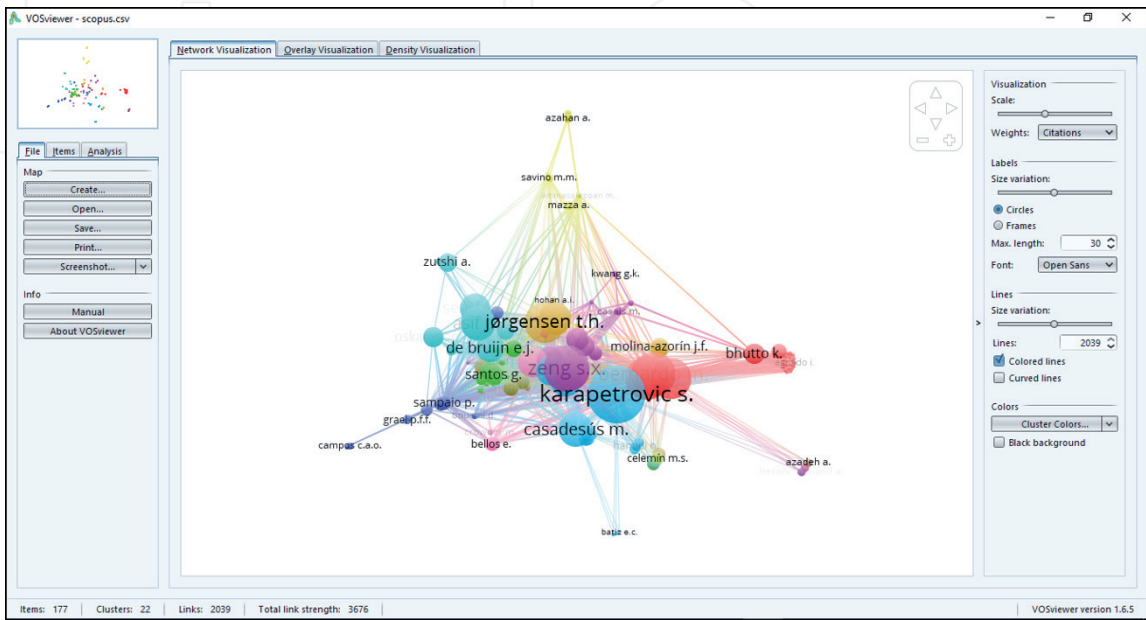 VOSviewer - scopus.csv
Network Visualization Overlay Visualization Density Visualization
File Items Analysis
Map
Create...
Open...
Save...
Print...
Screenshot...
Info
Manual
About VOSviewer
azahan a.
savino m.m.
mazza a.
zutshi a.
kwang g.k.
hohan a.i.
jørgensen t.h.
de bruijn e.j.
molina-azorín j.f.
bhutto k.
santos g.
zeng s.x.
karapetrovic s.
sampaio p.
grael p.f.f.
casadesús m.
campos c.a.o.
bellos e.
celemín m.s.
azadeh a.
batiz e.c.
Visualization
Scale:
Weights: Citations
Labels
Size variation:
Circles
Frames
Max. length: 30
Font: Open Sans
Lines
Size variation:
>
Lines: 2039
Colored lines
Curved lines
Colors
Cluster Colors...
Black background
Items: 177 Clusters: 22 Links: 2039 Total link strength: 3676 VOSviewer version 1.6.5